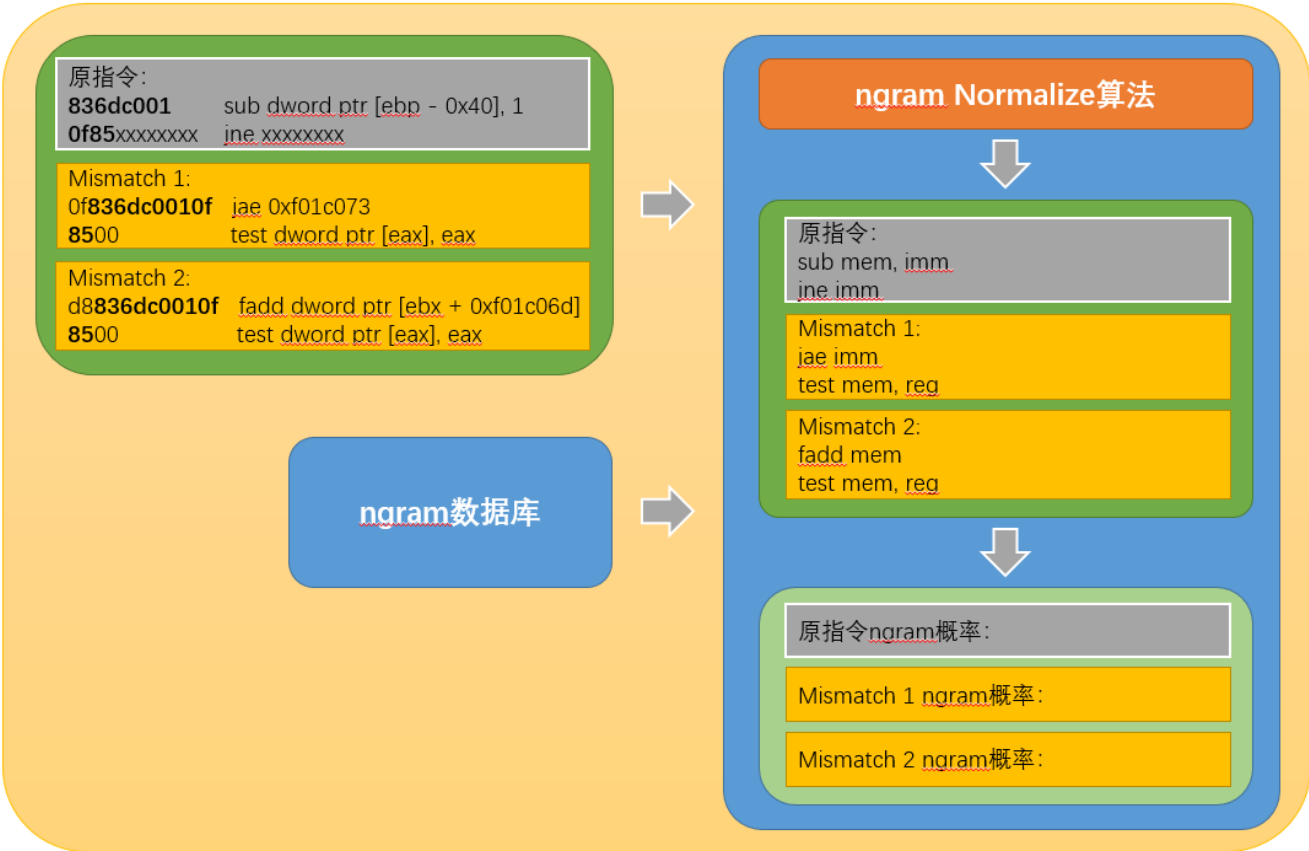 原指令：
836dc001 sub dword ptr [ebp - 0x40], 1
0f85xxxxxxxx jne xxxxxxxx
Mismatch 1:
0f836dc0010f jae 0xf01c073
8500 test dword ptr [eax], eax
Mismatch 2:
d8836dc0010f fadd dword ptr [ebx + 0xf01c06d]
8500 test dword ptr [eax], eax
ngram数据库
ngram Normalize算法
原指令：
sub mem, imm
jne imm
Mismatch 1:
jae imm
test mem, reg
Mismatch 2:
fadd mem
test mem, reg
原指令ngram概率：
Mismatch 1 ngram概率：
Mismatch 2 ngram概率：